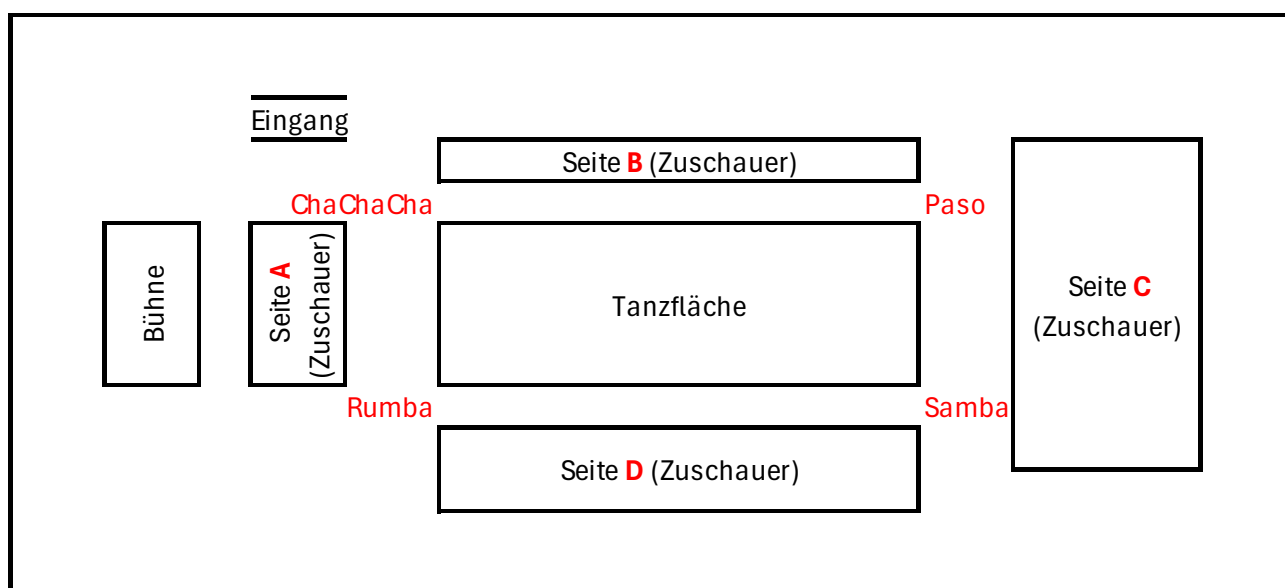 Eingang
Seite B (Zuschauer)
ChaChaCha
Paso
Bühne
Seite A
(Zuschauer)
Tanzfläche
Seite C
(Zuschauer)
Rumba
Samba
Seite D (Zuschauer)